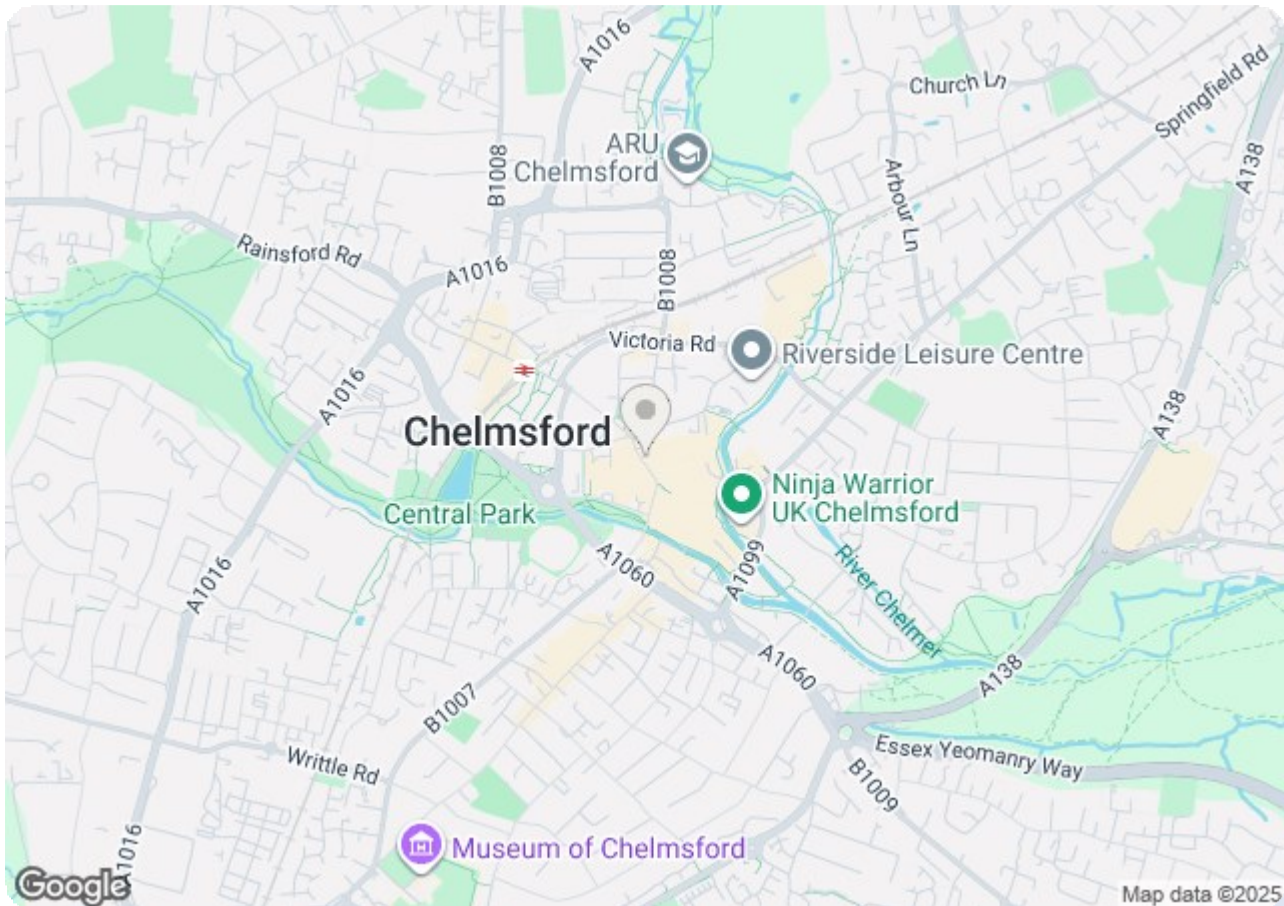 A1016
Church Ln
Springfield Rd
ARU
Chelmsford
B1008
A138
Arbour Ln
Rainsford Rd
A1016
B1008
Victoria Rd
Riverside Leisure Centre
A1016
A138
Chelmsford
Ninja Warrior
UK Chelmsford
Central Park
A1060
A1099
River Chelmer
A1016
A1060
A138
B1007
Essex Yeomanry Way
Writtle Rd
B1009
A1016
Museum of Chelmsford
Google
Map data ©2025